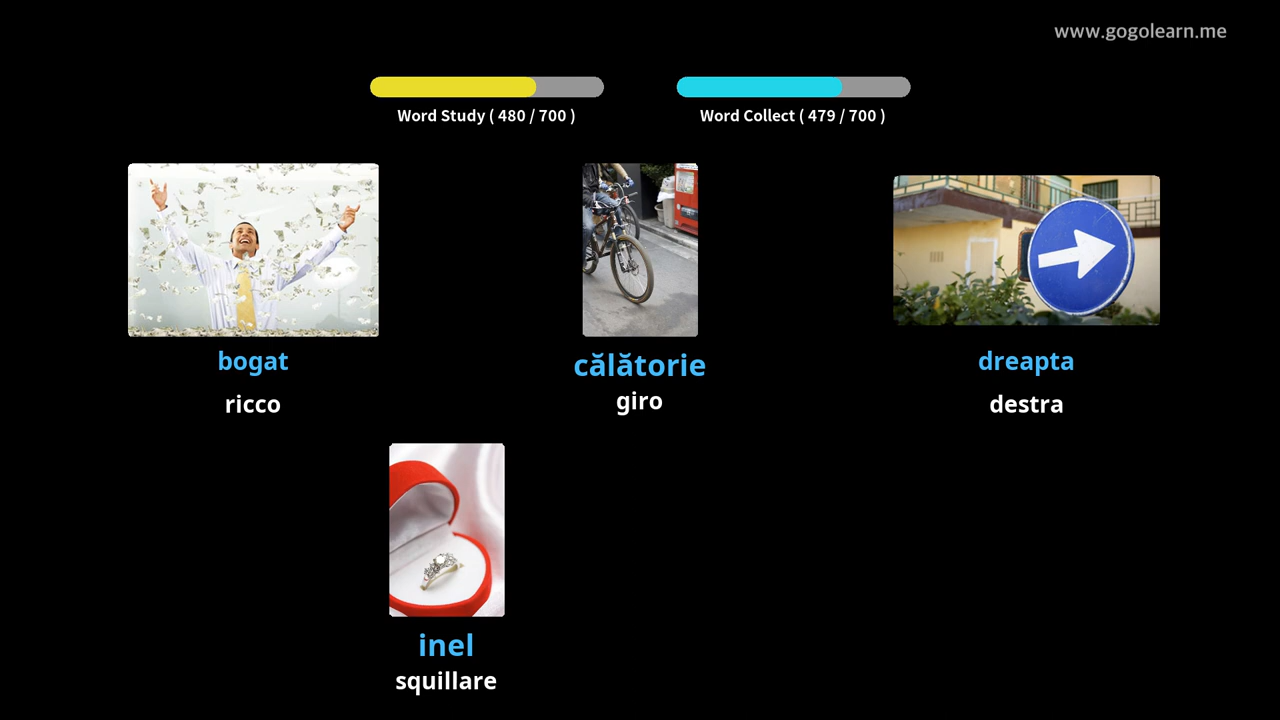 www.gogolearn.me
Word Study ( 480 / 700 )
Word Collect ( 479 / 700 )
bogat
călătorie
dreapta
ricco
giro
destra
inel
squillare